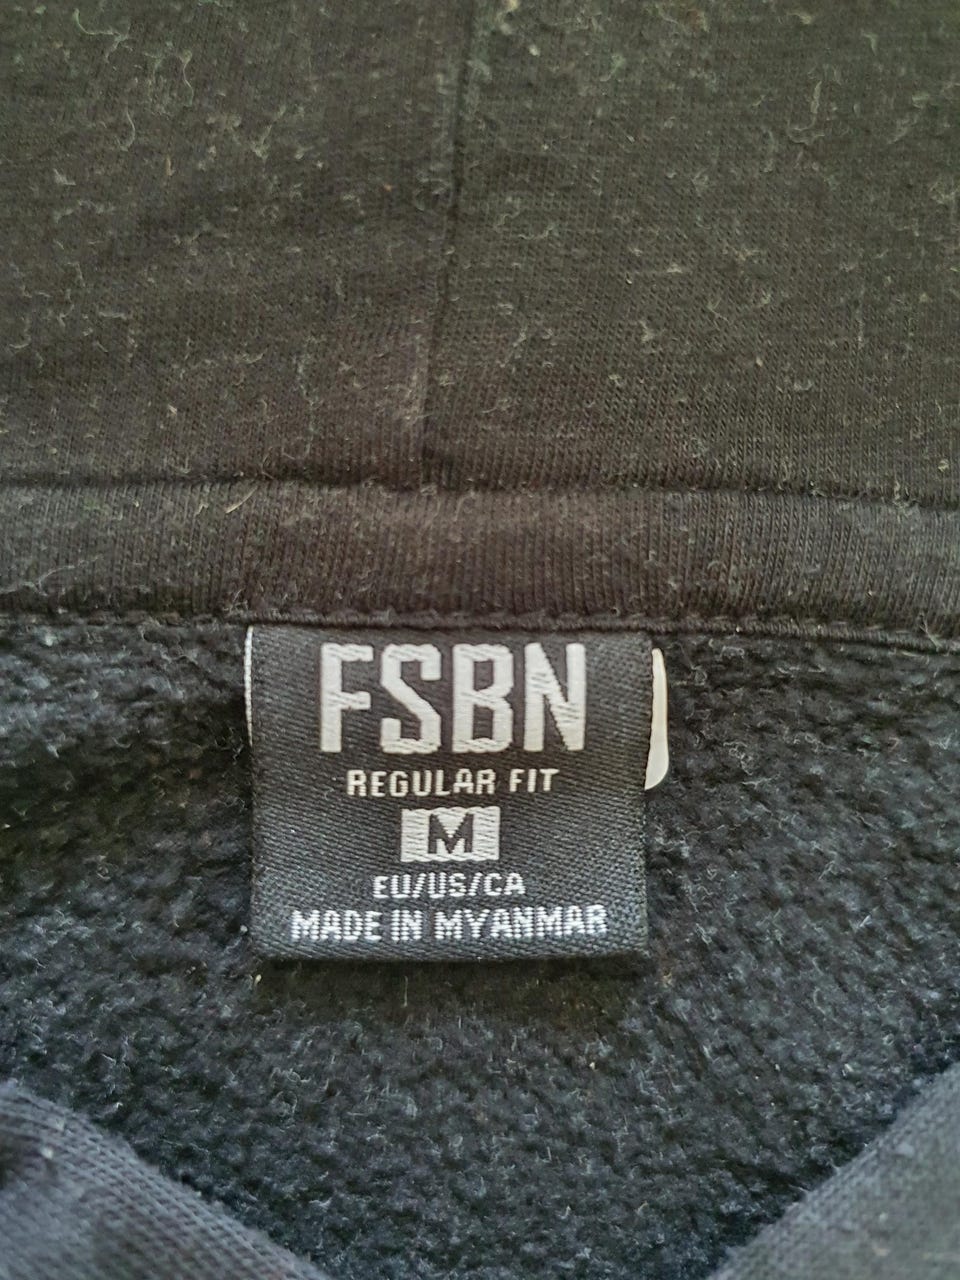 FSBN
REGULAR FIT
M
EU/US/CA
MADE IN MYANMAR